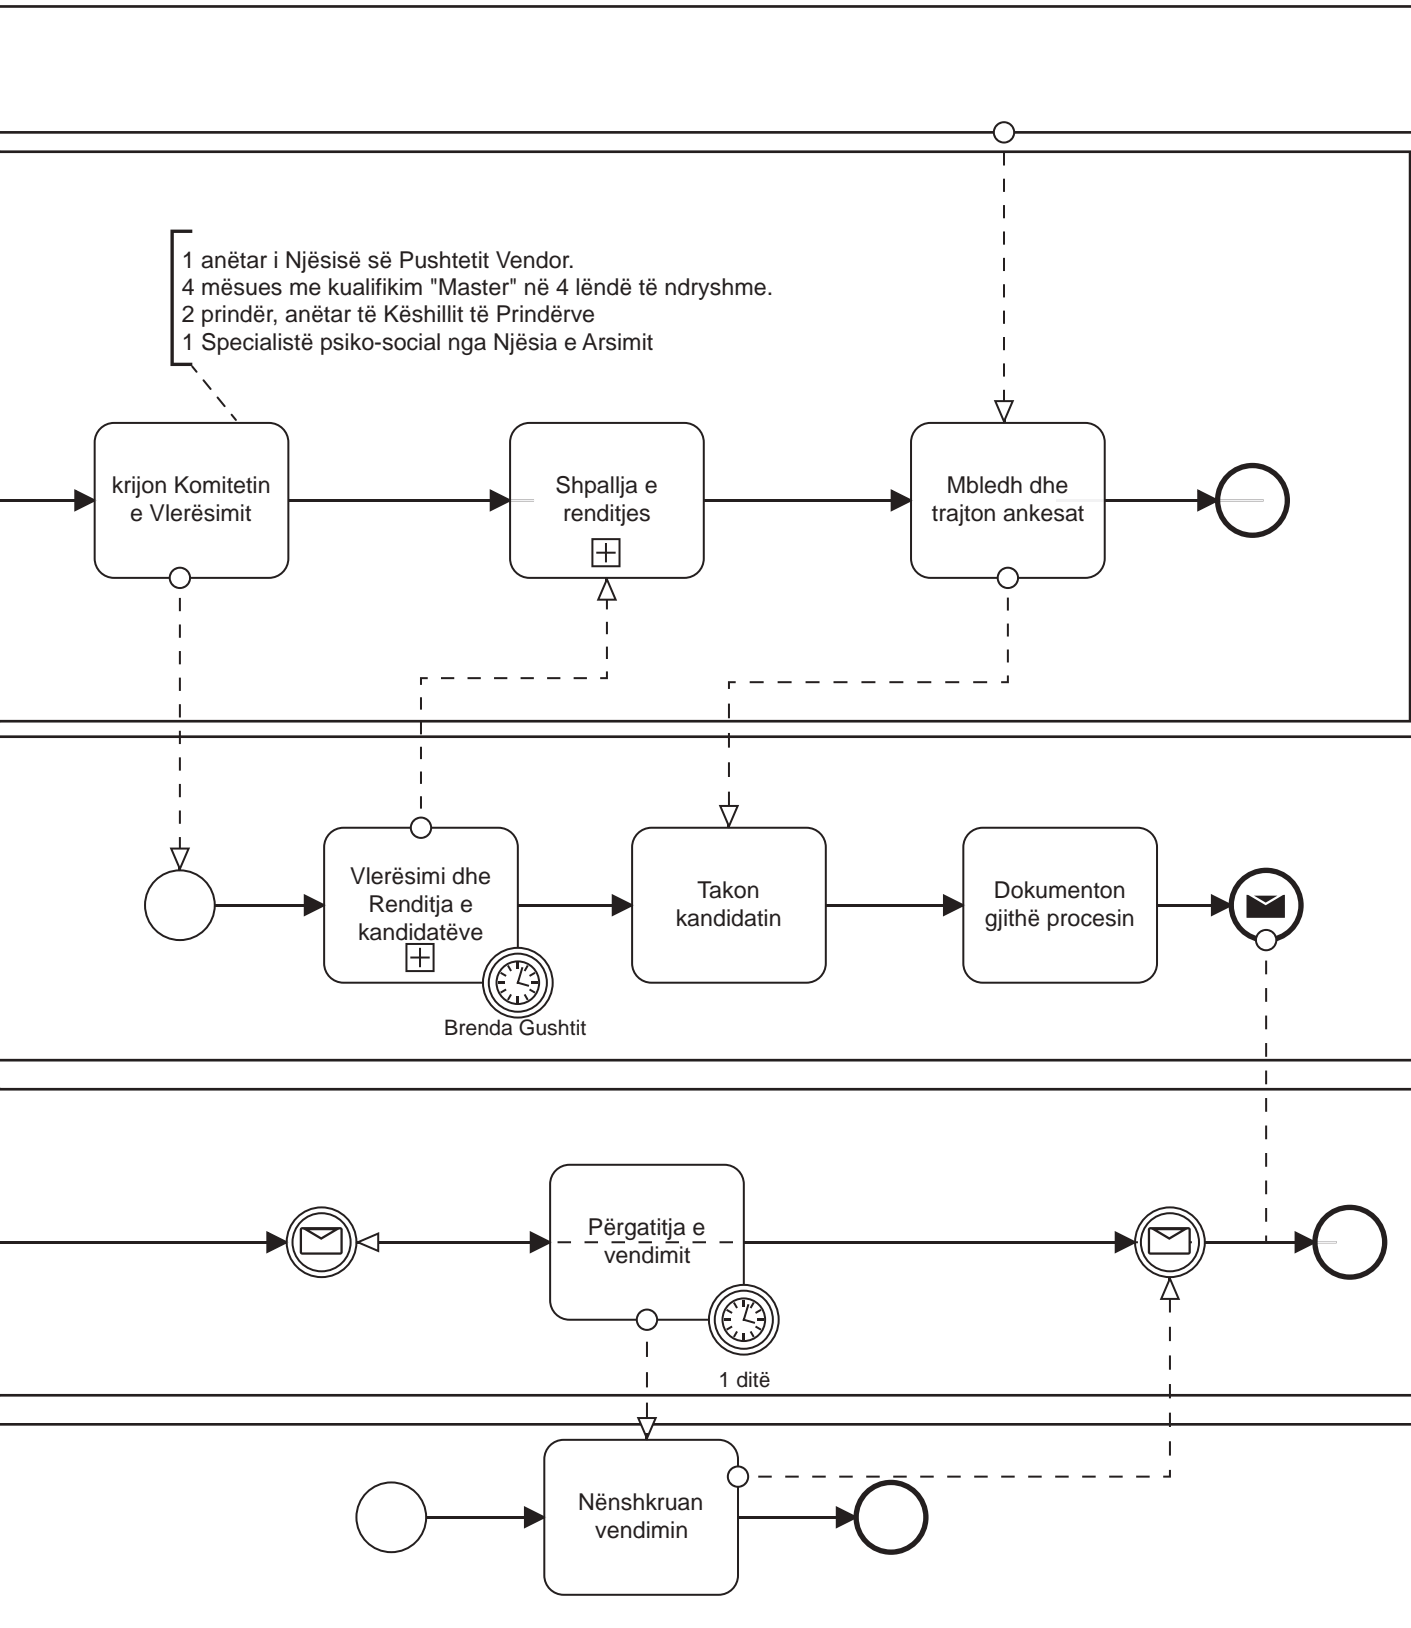 1 anëtar i Njësisë së Pushtetit Vendor.
4 mësues me kualifikim "Master" në 4 lëndë të ndryshme.
2 prindër, anëtar të Këshillit të Prindërve
1 Specialistë psiko-social nga Njësia e Arsimit
krijon Komitetin
e Vlerësimit
Shpallja e
renditjes
Mbledh dhe
trajton ankesat
Vlerësimi dhe
Renditja e
kandidatëve
Takon
kandidatin
Dokumenton
gjithë procesin
Brenda Gushtit
Përgatitja e
vendimit
1 ditë
Nënshkruan
vendimin